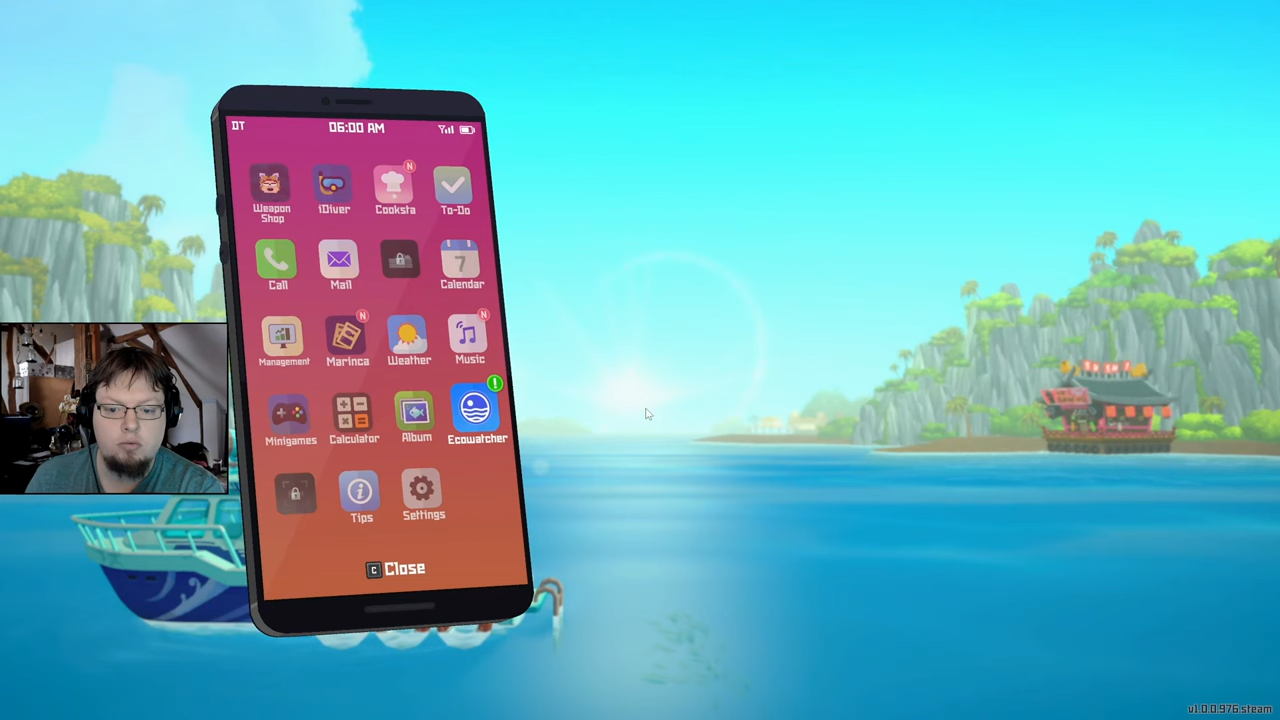 DT
06:00 AM
N
Weapon
Shop
iDiver
Cooksta
To-Do
7
Call
Mail
Calendar
N
N
Management
Marinca
Weather
Music
!
Minigames
Calculator
Album
Ecowatcher
Tips
Settings
C Close
v1.0.0.976.steam